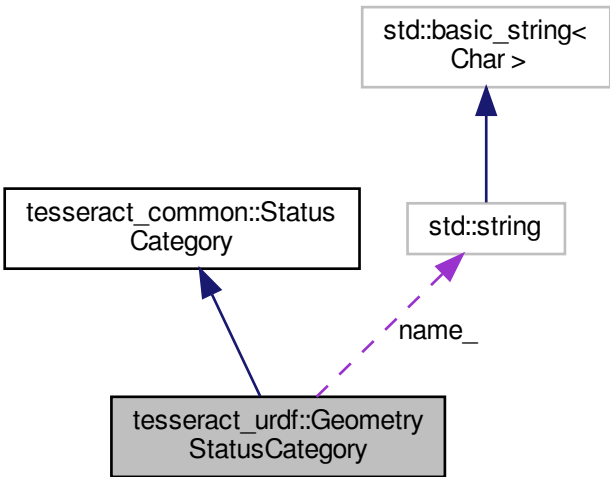 std::basic_string<
Char >
tesseract_common::Status
Category
std::string
name_
tesseract_urdf::Geometry
StatusCategory